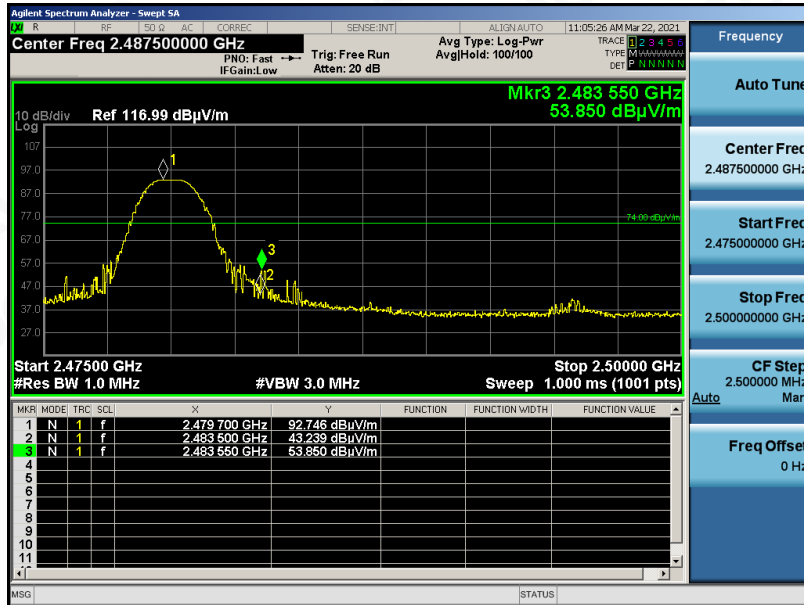 Agilent Spectrum Analyzer - Swept SA
LXI R RF 50 Ω AC CORREC SENSE:INT ALIGN AUTO 11:05:26 AM Mar 22, 2021
Center Freq 2.487500000 GHz
PNO: Fast
IFGain:Low
Trig: Free Run
Atten: 20 dB
Avg Type: Log-Pwr
Avg|Hold: 100/100
TRACE 1 2 3 4 5 6
TYPE M
DET P N N N N N
Mkr3 2.483 550 GHz
53.850 dBµV/m
10 dB/div Ref 116.99 dBµV/m
Log
107
97.0
87.0
77.0
67.0
57.0
47.0
37.0
27.0
1
2
3
74.00 dBµV/m
Start 2.47500 GHz Stop 2.50000 GHz
#Res BW 1.0 MHz #VBW 3.0 MHz Sweep 1.000 ms (1001 pts)
MKR MODE TRC SCL X Y FUNCTION FUNCTION WIDTH FUNCTION VALUE
1 N 1 f 2.479 700 GHz 92.746 dBµV/m
2 N 1 f 2.483 500 GHz 43.239 dBµV/m
3 N 1 f 2.483 550 GHz 53.850 dBµV/m
4
5
6
7
8
9
10
11
MSG STATUS
Frequency
Auto Tune
Center Freq
2.487500000 GHz
Start Freq
2.475000000 GHz
Stop Freq
2.500000000 GHz
CF Step
2.500000 MHz
Auto Man
Freq Offset
0 Hz